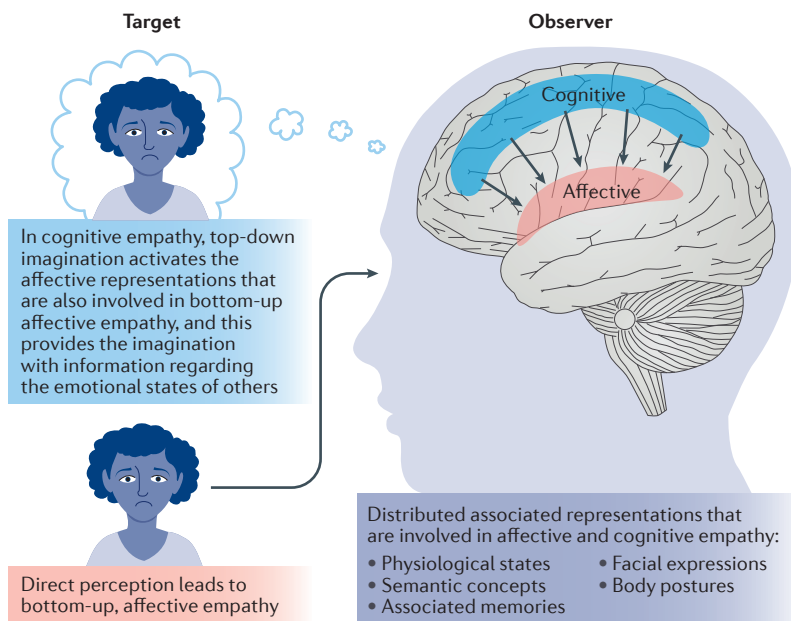 Target
Observer
Cognitive
Affective
In cognitive empathy, top-down
imagination activates the
affective representations that
are also involved in bottom-up
affective empathy, and this
provides the imagination
with information regarding
the emotional states of others
Direct perception leads to
bottom-up, affective empathy
Distributed associated representations that
are involved in affective and cognitive empathy:
• Physiological states
• Semantic concepts
• Associated memories
• Facial expressions
• Body postures